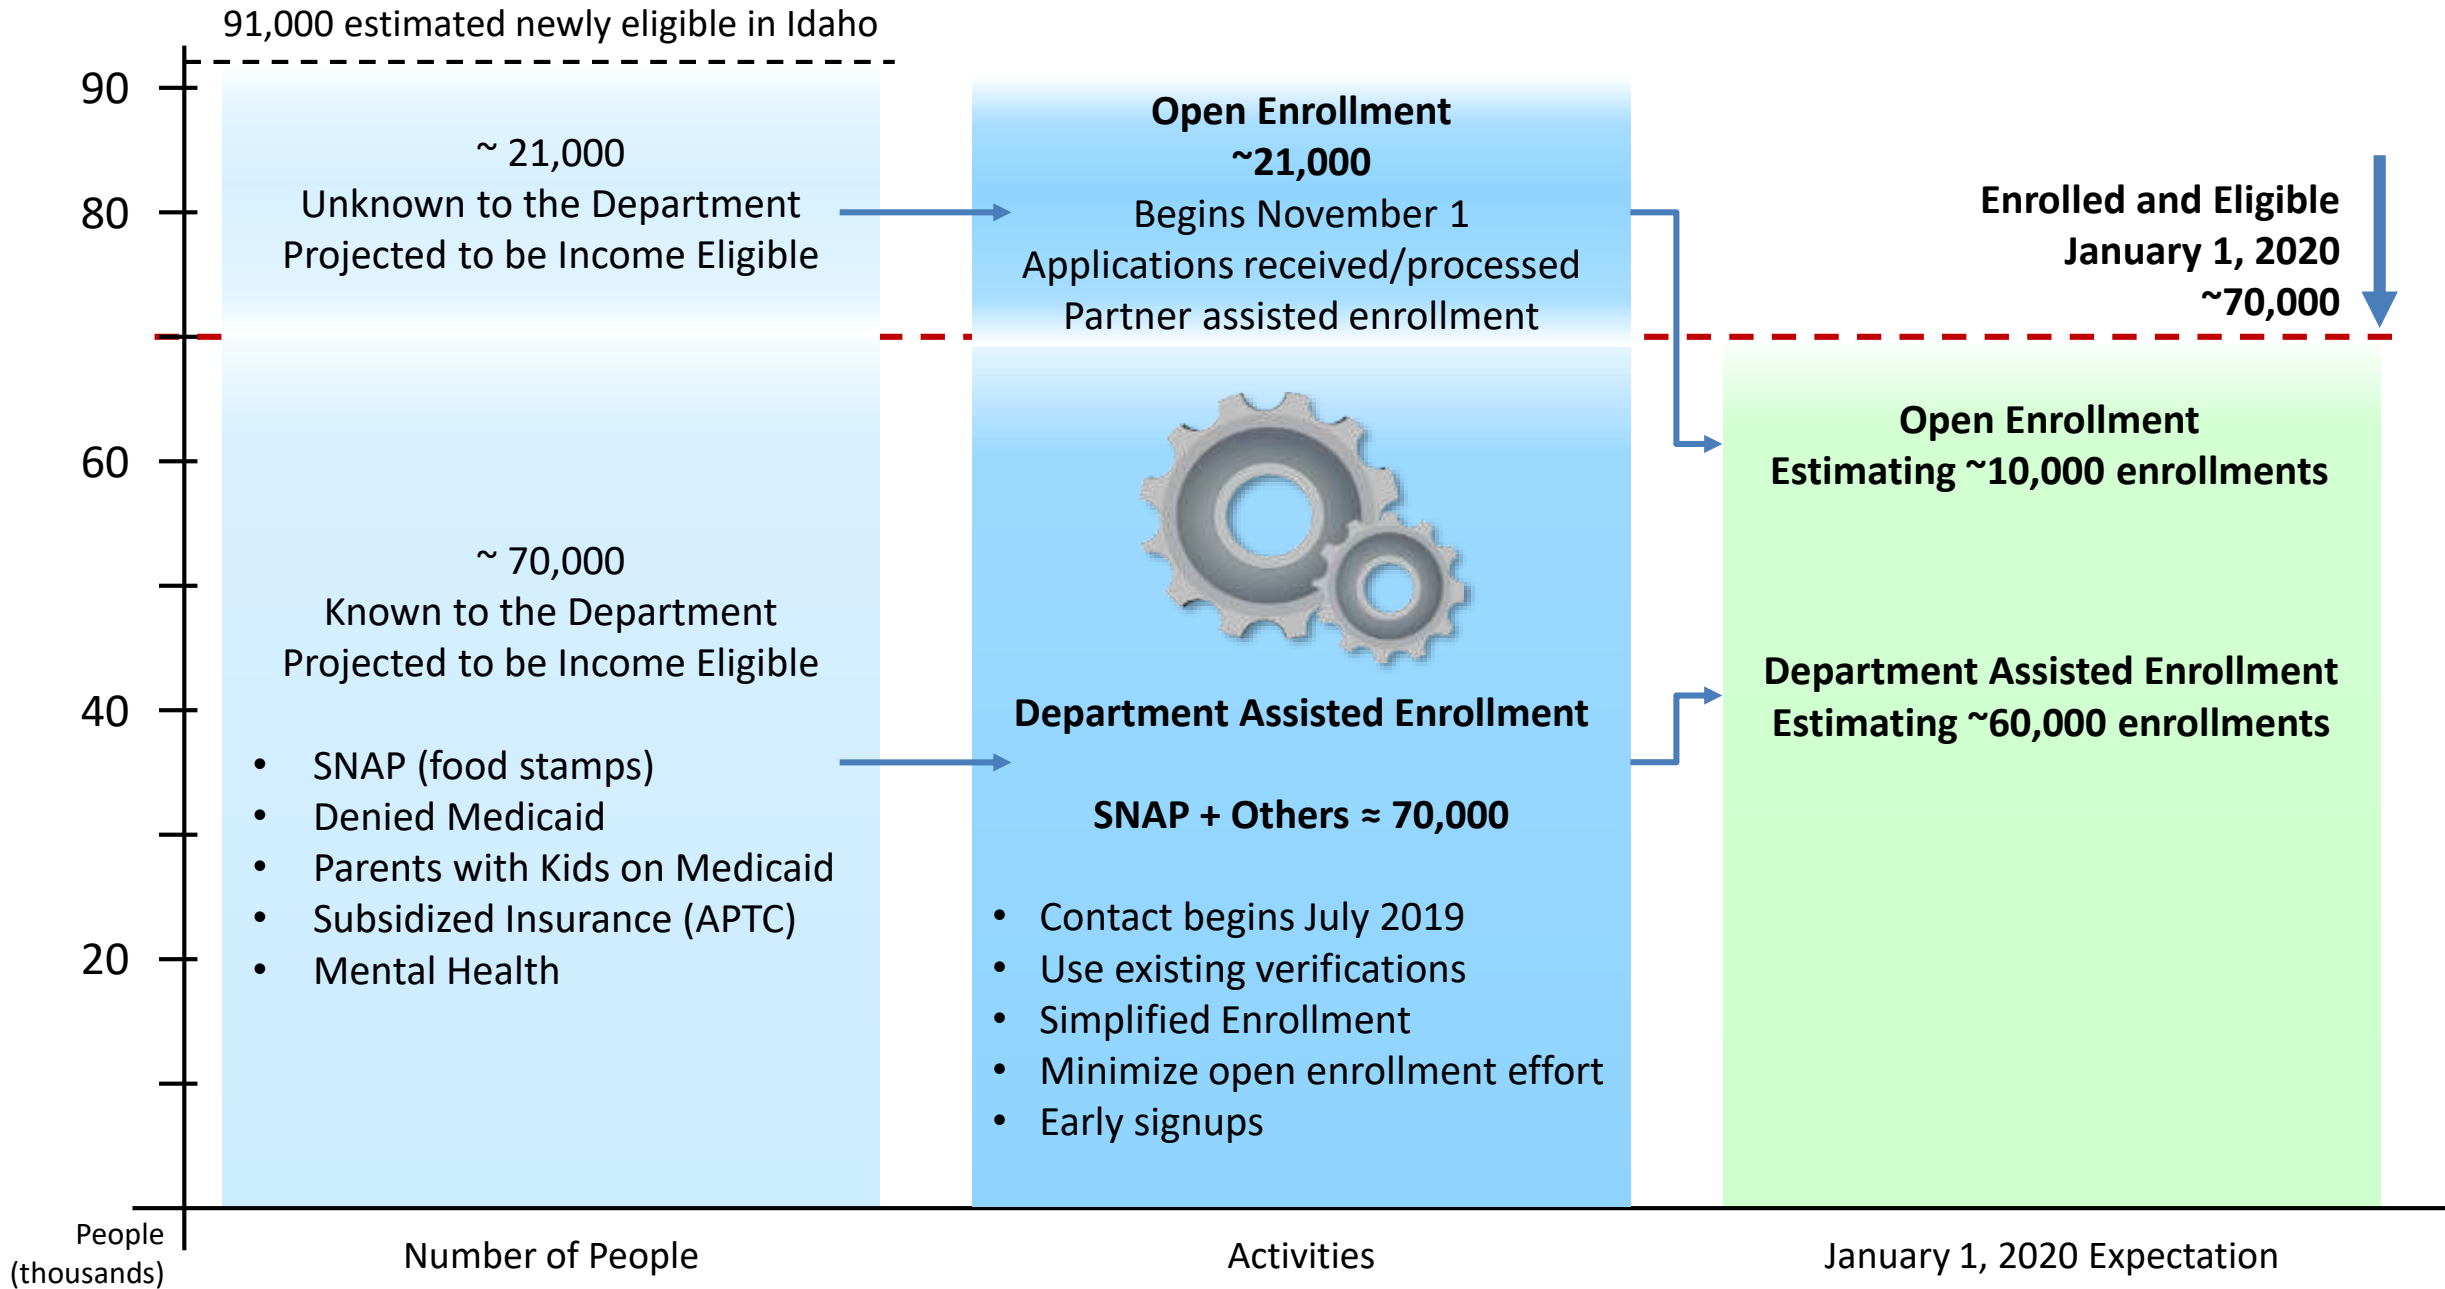 91,000 estimated newly eligible in Idaho
90
80
60
40
20
People
(thousands)
~ 21,000
Unknown to the Department
Projected to be Income Eligible
~ 70,000
Known to the Department
Projected to be Income Eligible
• SNAP (food stamps)
• Denied Medicaid
• Parents with Kids on Medicaid
• Subsidized Insurance (APTC)
• Mental Health
Number of People
Open Enrollment
~21,000
Begins November 1
Applications received/processed
Partner assisted enrollment
Department Assisted Enrollment
SNAP + Others ≈ 70,000
• Contact begins July 2019
• Use existing verifications
• Simplified Enrollment
• Minimize open enrollment effort
• Early signups
Activities
Enrolled and Eligible
January 1, 2020
~70,000
Open Enrollment
Estimating ~10,000 enrollments
Department Assisted Enrollment
Estimating ~60,000 enrollments
January 1, 2020 Expectation